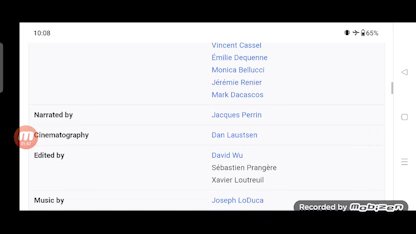 10:08
65%
Vincent Cassel
Émilie Dequenne
Monica Bellucci
Jérémie Renier
Mark Dacascos
Narrated by Jacques Perrin
Cinematography Dan Laustsen
Edited by David Wu
Sébastien Prangère
Xavier Loutreuil
Music by Joseph LoDuca
Recorded by Mobizen